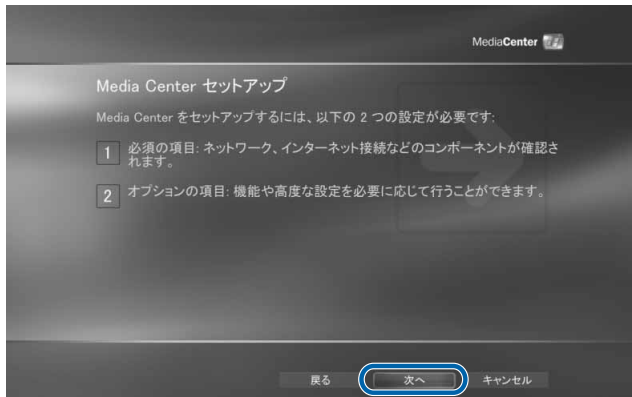 MediaCenter
Media Center セットアップ
Media Center をセットアップするには、以下の 2 つの設定が必要です:
1 必須の項目: ネットワーク、インターネット接続などのコンポーネントが確認さ
れます。
2 オプションの項目: 機能や高度な設定を必要に応じて行うことができます。
戻る 次へ キャンセル